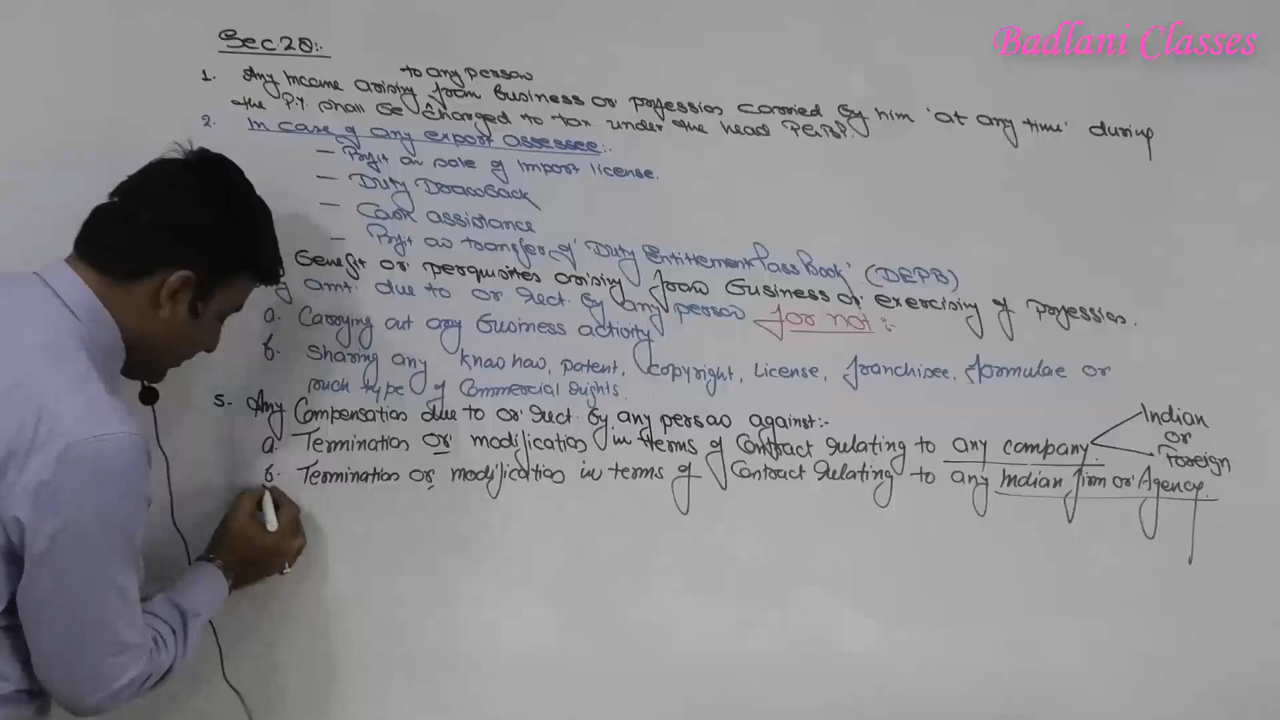 Badlani Classes
Sec. 28:-
to any person
1. Any Income arising from business or profession carried by him 'at any time' during
the P.Y. shall be charged to tax under the head PGBP.
2. In case of any export assessee:-
— Profit on sale of import license.
— Duty Drawback
— Cash assistance
— Profit on transfer of 'Duty Entitlement Pass Book' (DEPB)
benefit or perquisites arising from business or exercising of profession.
amt. due to or rect. by any person for not :-
a. Carrying out any business activity
b. Sharing any knowhow, patent, copyright, License, franchisee, formulae or
such type of commercial rights.
5. Any Compensation due to or rect. by any person against:-
a. Termination or modification in terms of Contract relating to any company. Indian
or
Foreign
b. Termination or modification in terms of Contract relating to any Indian firm or Agency.